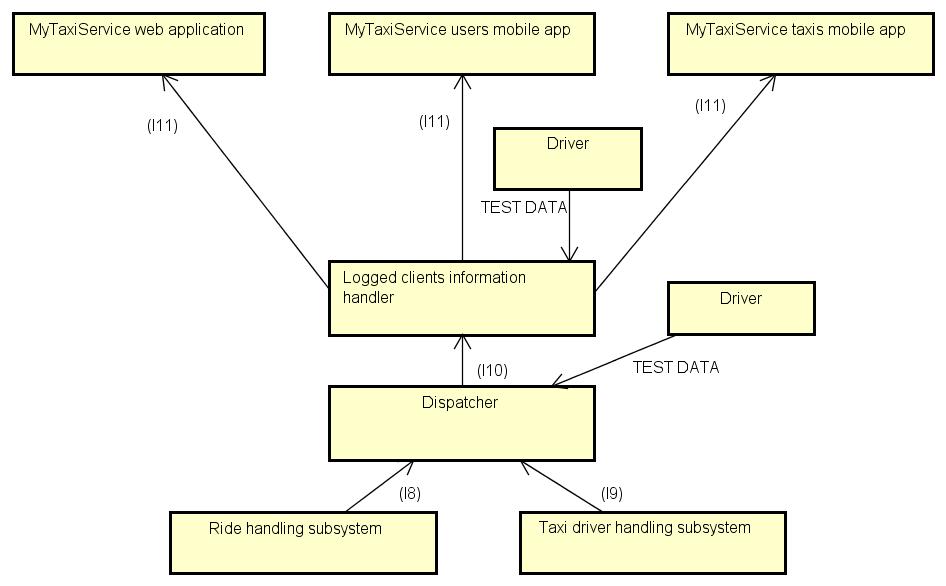 MyTaxiService web application
MyTaxiService users mobile app
MyTaxiService taxis mobile app
(I11)
(I11)
(I11)
Driver
TEST DATA
Logged clients information
handler
Driver
TEST DATA
(I10)
Dispatcher
(I8)
(I9)
Ride handling subsystem
Taxi driver handling subsystem